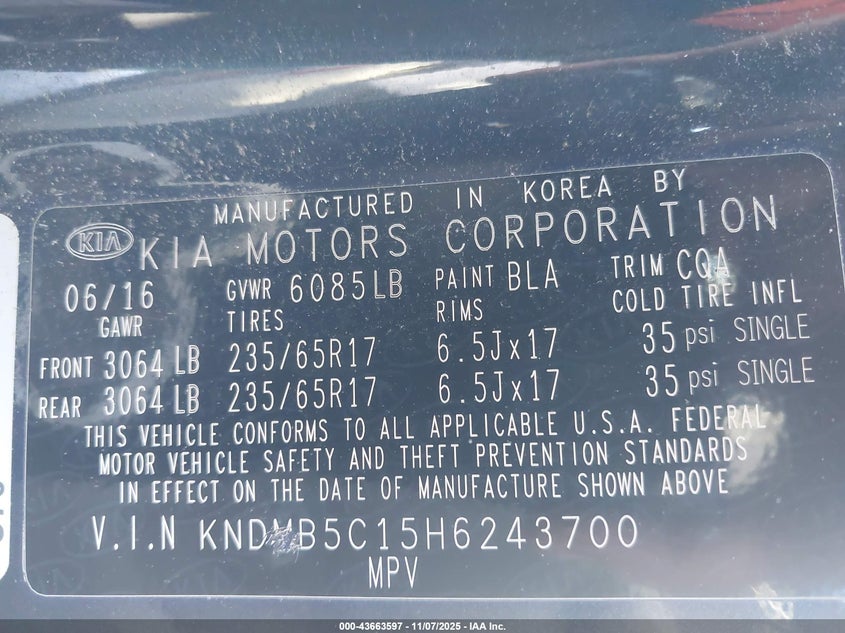 MANUFACTURED IN KOREA BY
KIA KIA MOTORS CORPORATION
06/16 GVWR 6085LB PAINT BLA TRIM CQA
GAWR TIRES RIMS COLD TIRE INFL
FRONT 3064 LB 235/65R17 6.5Jx17 35 psi SINGLE
REAR 3064 LB 235/65R17 6.5Jx17 35 psi SINGLE
THIS VEHICLE CONFORMS TO ALL APPLICABLE U.S.A. FEDERAL
MOTOR VEHICLE SAFETY AND THEFT PREVENTION STANDARDS
IN EFFECT ON THE DATE OF MANUFACTURE SHOWN ABOVE
V.I.N KNDMB5C15H6243700
MPV
000-43663597 - 11/07/2025 - IAA Inc.